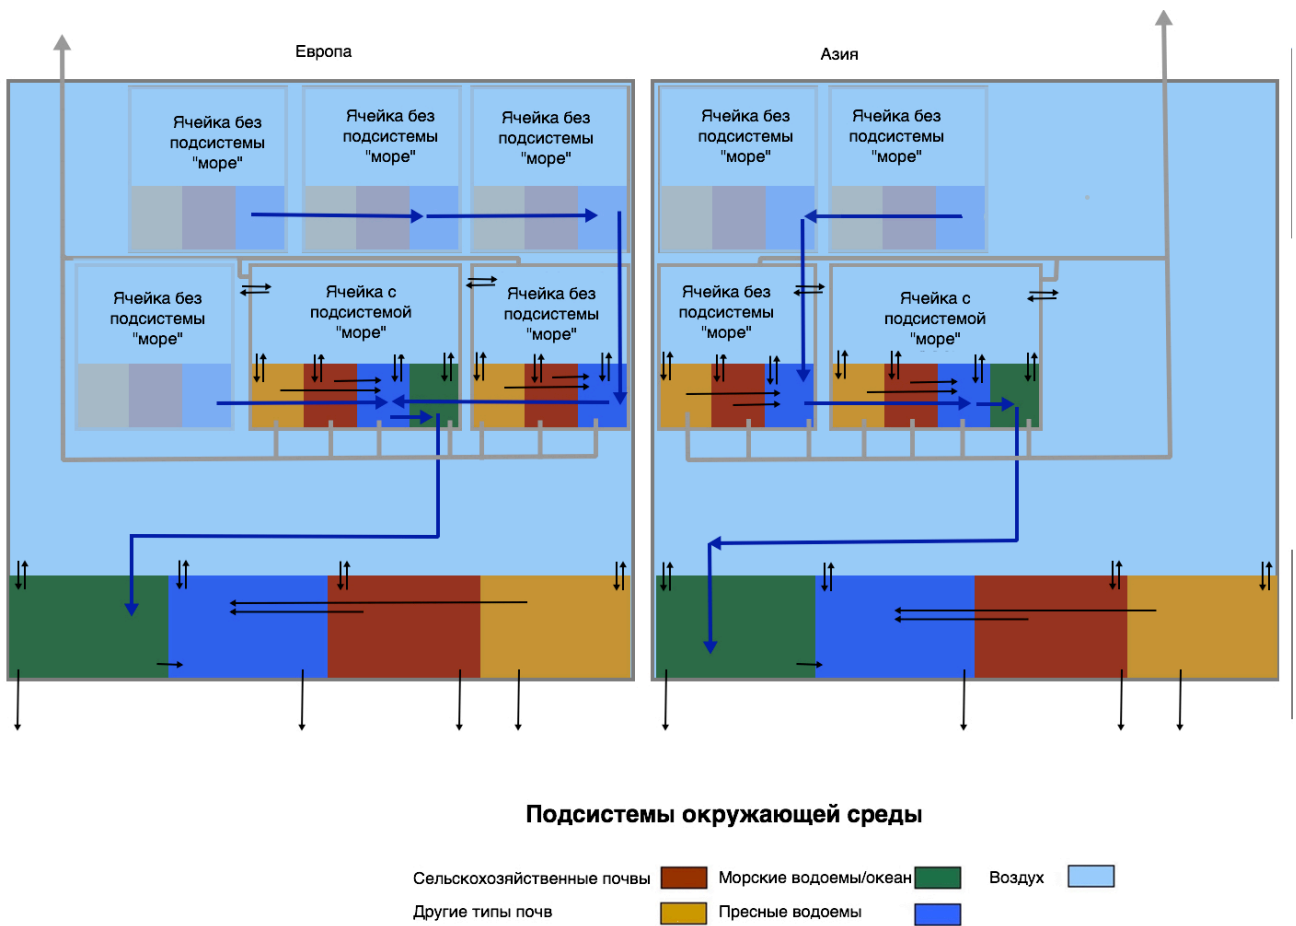 Европа
Азия
Ячейка без
подсистемы
"море"
Ячейка без
подсистемы
"море"
Ячейка без
подсистемы
"море"
Ячейка без
подсистемы
"море"
Ячейка без
подсистемы
"море"
Ячейка без
подсистемы
"море"
Ячейка с
подсистемой
"море"
Ячейка без
подсистемы
"море"
Ячейка без
подсистемы
"море"
Ячейка с
подсистемой
"море"
Подсистемы окружающей среды
Сельскохозяйственные почвы
Морские водоемы/океан
Воздух
Другие типы почв
Пресные водоемы